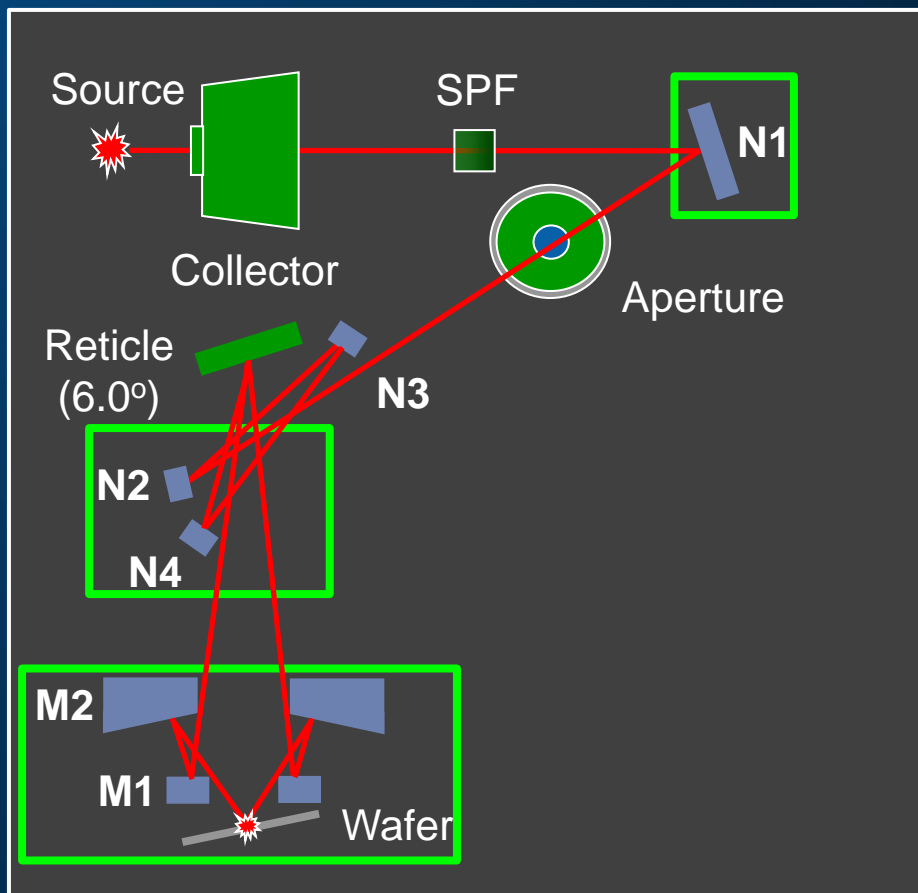 Source
SPF
N1
Collector
Aperture
Reticle
(6.0º)
N3
N2
N4
M2
M1
Wafer